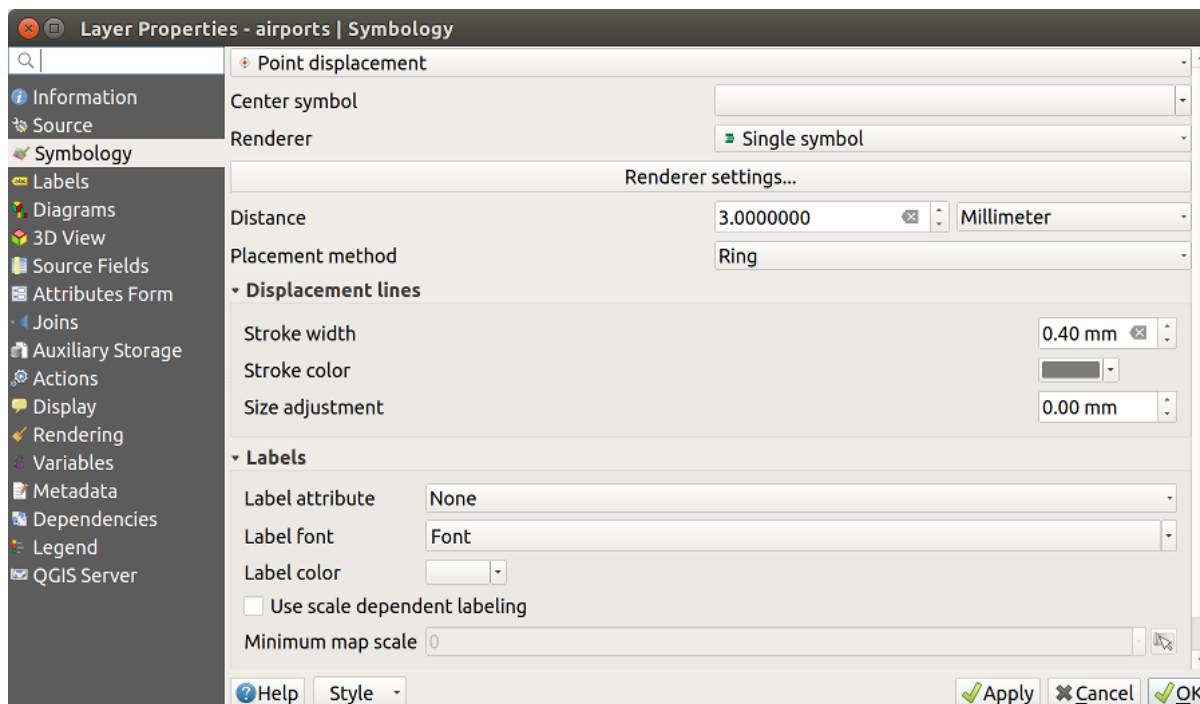 Layer Properties - airports | Symbology
Information
Source
Symbology
Labels
Diagrams
3D View
Source Fields
Attributes Form
Joins
Auxiliary Storage
Actions
Display
Rendering
Variables
Metadata
Dependencies
Legend
QGIS Server
Point displacement
Center symbol
Renderer Single symbol
Renderer settings...
Distance 3.0000000 Millimeter
Placement method Ring
Displacement lines
Stroke width 0.40 mm
Stroke color
Size adjustment 0.00 mm
Labels
Label attribute None
Label font Font
Label color
Use scale dependent labeling
Minimum map scale 0
Help Style Apply Cancel OK